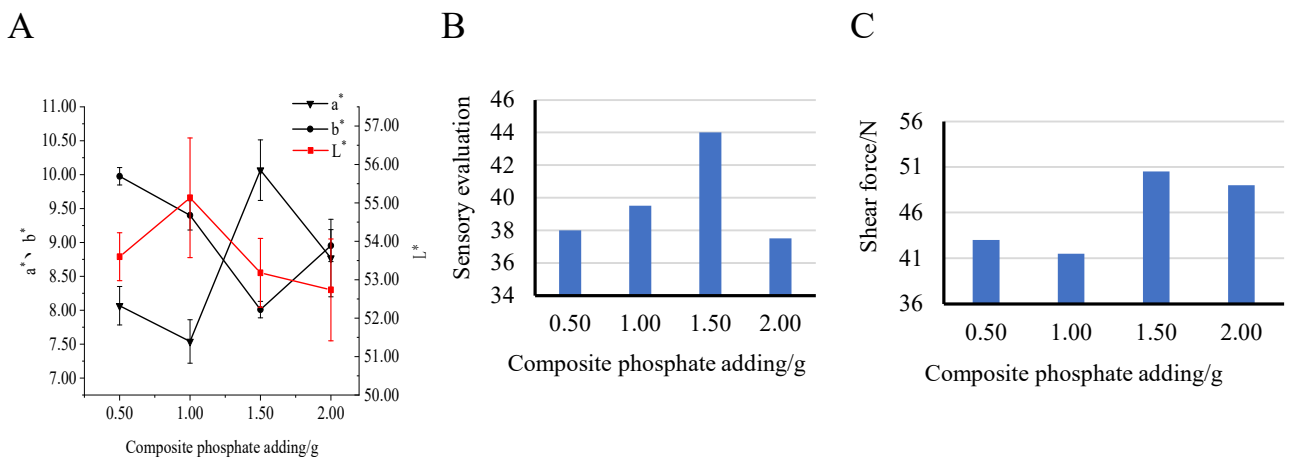 A
B
C
a*
b*
L*
11.00
10.50
10.00
9.50
9.00
8.50
8.00
7.50
7.00
a*、b*
57.00
56.00
55.00
54.00
53.00
52.00
51.00
50.00
L*
0.50 1.00 1.50 2.00
Composite phosphate adding/g
46
44
42
40
38
36
34
Sensory evaluation
0.50 1.00 1.50 2.00
Composite phosphate adding/g
56
51
46
41
36
Shear force/N
0.50 1.00 1.50 2.00
Composite phosphate adding/g